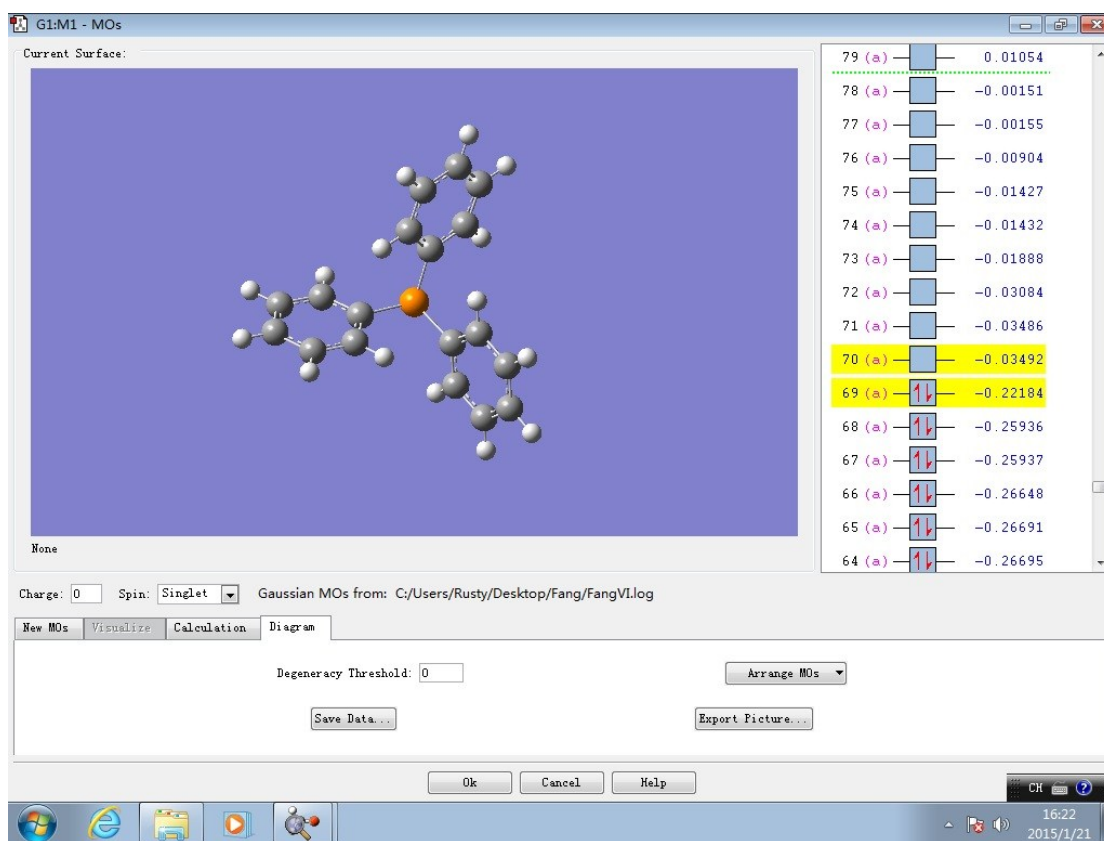 G1:M1 - MOs
Current Surface:
79 (a) 0.01054
78 (a) -0.00151
77 (a) -0.00155
76 (a) -0.00904
75 (a) -0.01427
74 (a) -0.01432
73 (a) -0.01888
72 (a) -0.03084
71 (a) -0.03486
70 (a) -0.03492
69 (a) -0.22184
68 (a) -0.25936
67 (a) -0.25937
66 (a) -0.26648
65 (a) -0.26691
64 (a) -0.26695
None
Charge: 0 Spin: Singlet Gaussian MOs from: C:/Users/Rusty/Desktop/Fang/FangVI.log
New MOs Visualize Calculation Diagram
Degeneracy Threshold: 0 Arrange MOs
Save Data... Export Picture...
Ok Cancel Help
CH
16:22
2015/1/21